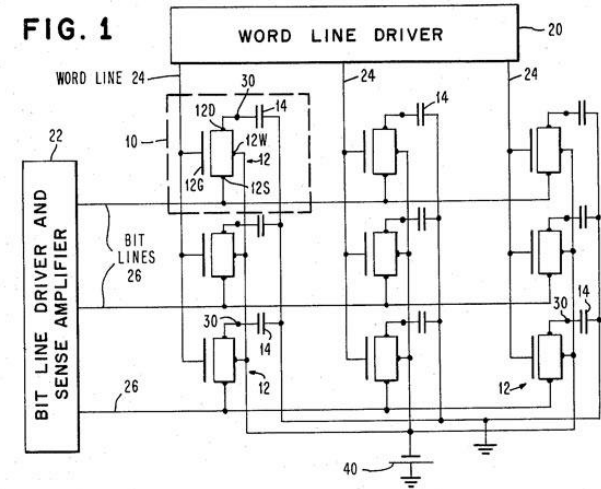 FIG. 1
WORD LINE DRIVER
20
WORD LINE 24
24
24
30
14
14
22
10
12D
12W
12
12G
12S
BIT LINE DRIVER AND
SENSE AMPLIFIER
BIT
LINES
26
30
14
12
30
14
12
26
40